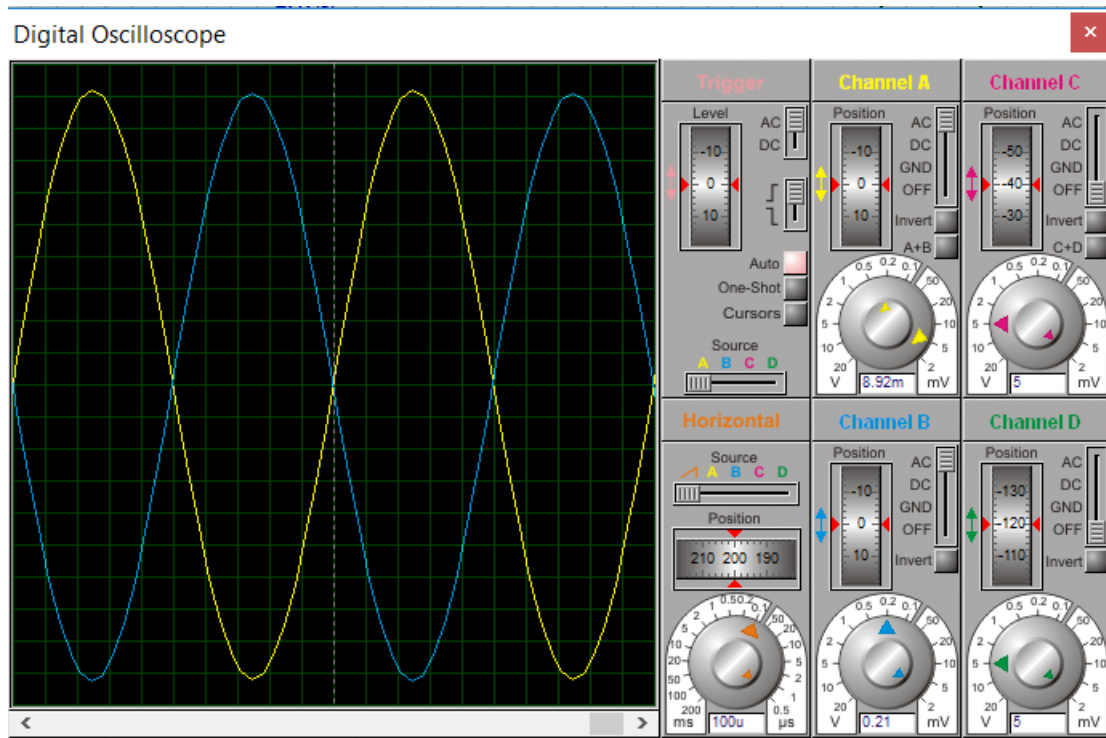 Digital Oscilloscope
×
Trigger
Level
AC
DC
-10
0
10
Auto
One-Shot
Cursors
Source
A B C D
Channel A
Position
AC
DC
GND
OFF
-10
0
10
Invert
A+B
20 10 5 2 1 0.5 0.2 0.1 50 20 10 5 2
V 8.92m mV
Channel C
Position
AC
DC
GND
OFF
-50
-40
-30
Invert
C+D
20 10 5 2 1 0.5 0.2 0.1 50 20 10 5 2
V 5 mV
Horizontal
Source
A B C D
Position
210 200 190
200 100 50 20 10 5 2 1 0.5 0.2 0.1 50 20 10 5 2 1 0.5
ms 100u µs
Channel B
Position
AC
DC
GND
OFF
-10
0
10
Invert
20 10 5 2 1 0.5 0.2 0.1 50 20 10 5 2
V 0.21 mV
Channel D
Position
AC
DC
GND
OFF
-130
-120
-110
Invert
20 10 5 2 1 0.5 0.2 0.1 50 20 10 5 2
V 5 mV